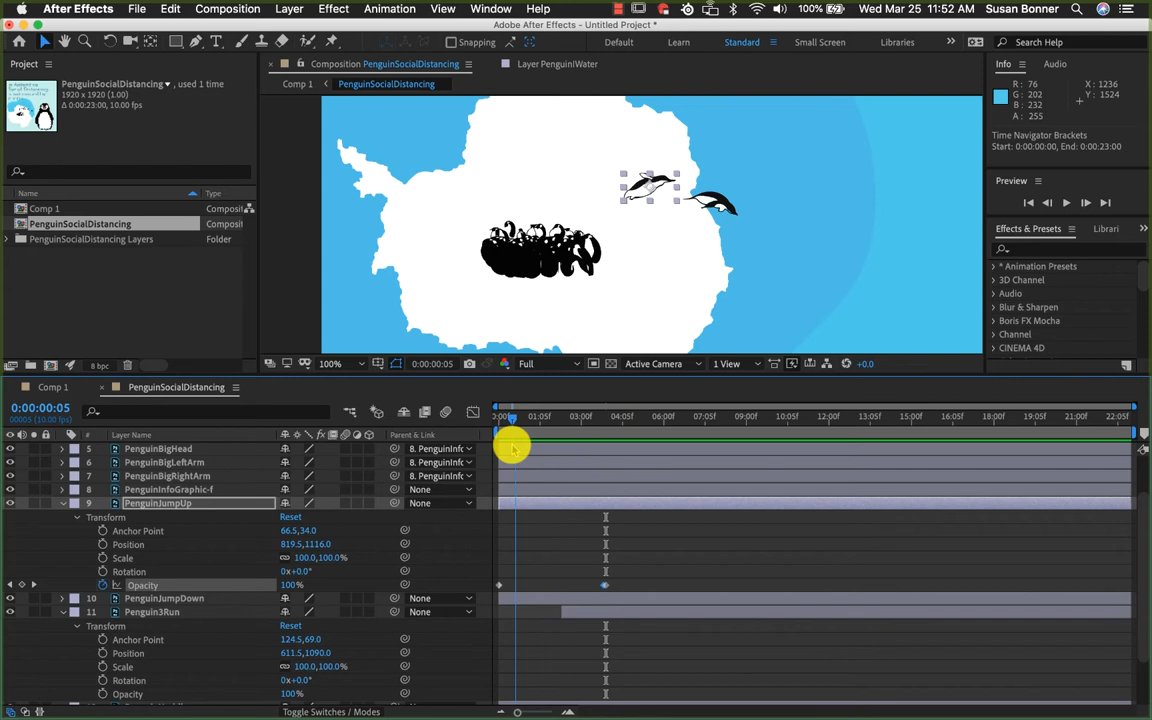 After Effects File Edit Composition Layer Effect Animation View Window Help 100% Wed Mar 25 11:52 AM Susan Bonner
Adobe After Effects - Untitled Project *
Snapping Default Learn Standard Small Screen Libraries Search Help
Project Composition PenguinSocialDistancing Layer Penguin!Water Info Audio
PenguinSocialDistancing , used 1 time Comp 1 PenguinSocialDistancing R : 76 X : 1236
1920 x 1920 (1.00) G : 202 Y : 1524
Δ 0:00:23:00, 10.00 fps B : 232
A : 255
Time Navigator Brackets
Start: 0:00:00:00, End: 0:00:23:00
Preview
Name
Comp 1 Composit
PenguinSocialDistancing Composit
Effects & Presets Librari
PenguinSocialDistancing Layers Folder
* Animation Presets
3D Channel
Audio
Blur & Sharpen
Boris FX Mocha
Channel
CINEMA 4D
8 bpc 100% 0:00:00:05 Full Active Camera 1 View +0.0
Comp 1 PenguinSocialDistancing
0:00:00:05
00005 (10.00 fps)
:00f 01:05f 03:00f 04:05f 06:00f 07:05f 09:00f 10:05f 12:00f 13:05f 15:00f 16:05f 18:00f 19:05f 21:00f 22:05f
# Layer Name Parent & Link
5 PenguinBigHead 8. PenguinInfc
6 PenguinBigLeftArm 8. PenguinInfc
7 PenguinBigRightArm 8. PenguinInfc
8 PenguinInfoGraphic-f None
9 PenguinJumpUp None
Transform Reset
Anchor Point 66.5,34.0
Position 819.5,1116.0
Scale 100.0,100.0%
Rotation 0x+0.0°
Opacity 100%
10 PenguinJumpDown None
11 Penguin3Run None
Transform Reset
Anchor Point 124.5,69.0
Position 611.5,1090.0
Scale 100.0,100.0%
Rotation 0x+0.0°
Opacity 100%
Toggle Switches / Modes